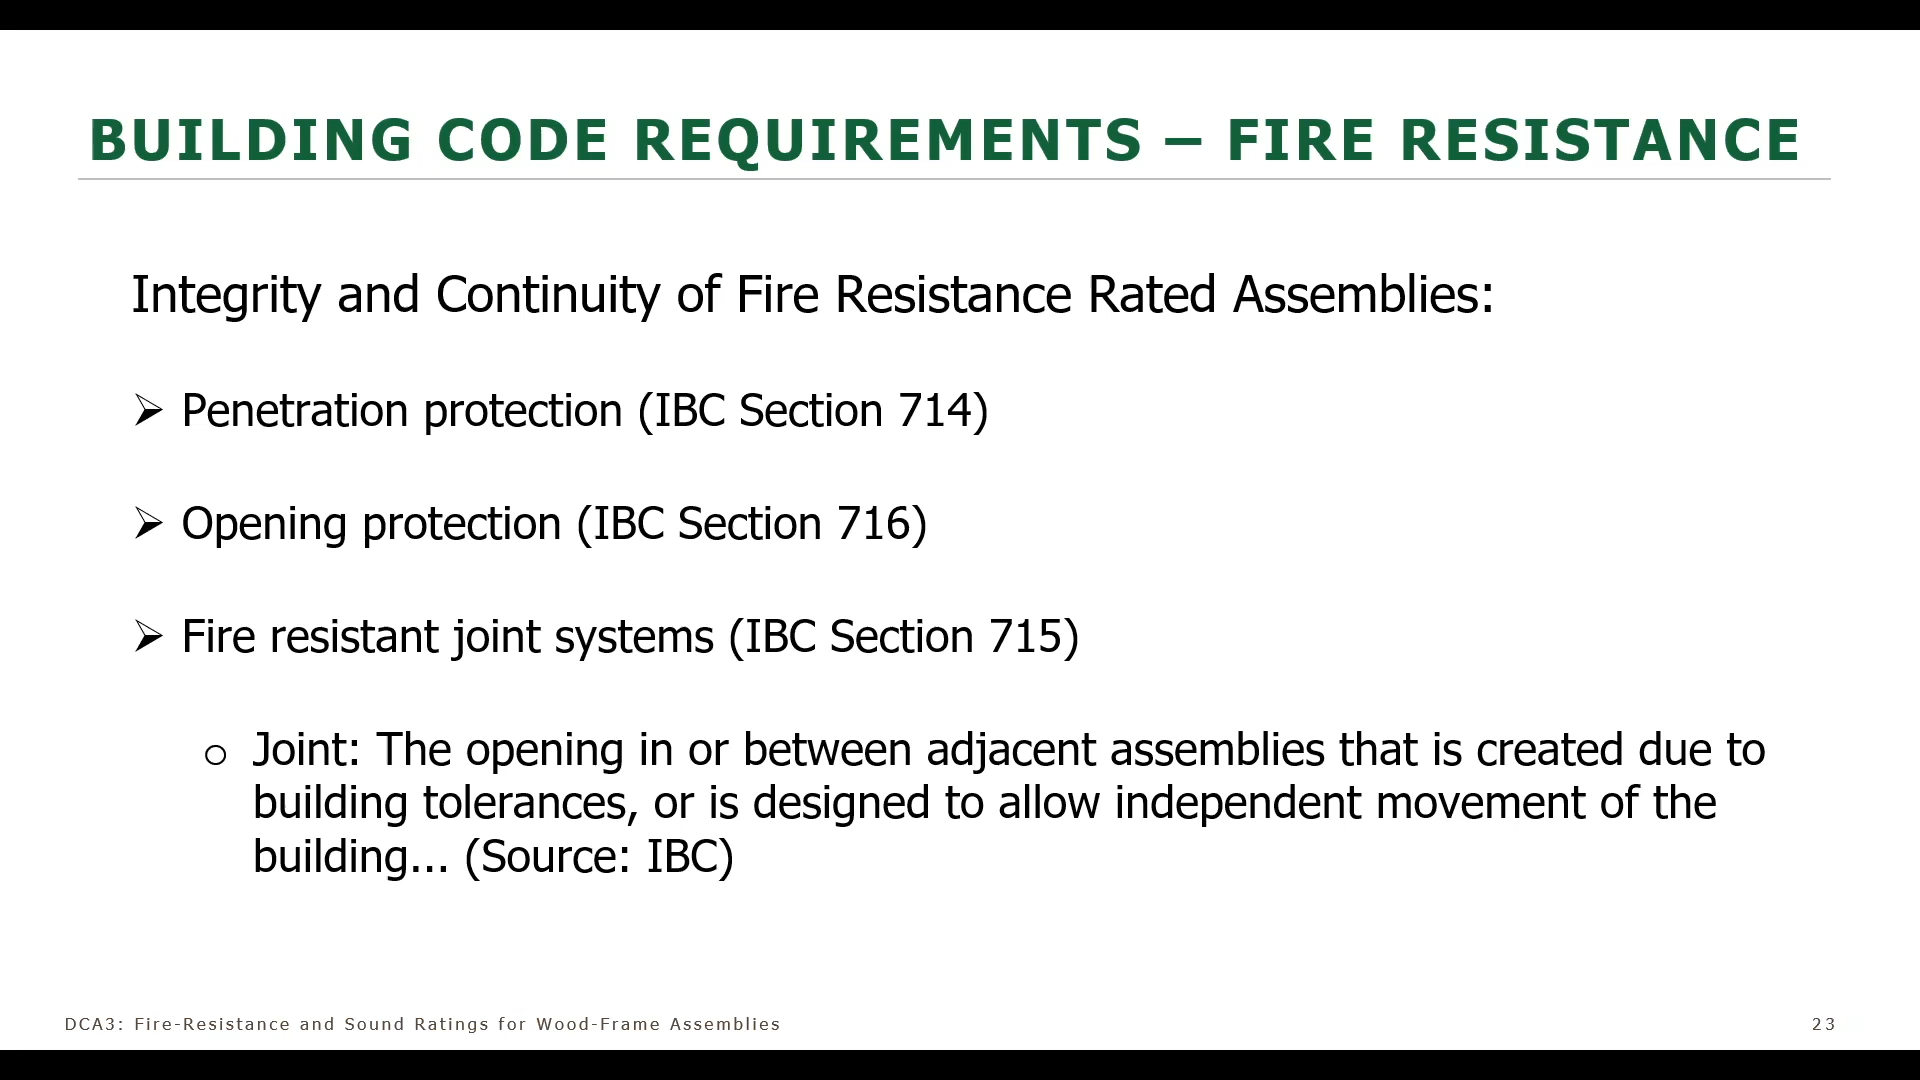 BUILDING CODE REQUIREMENTS – FIRE RESISTANCE
Integrity and Continuity of Fire Resistance Rated Assemblies:
➢ Penetration protection (IBC Section 714)
➢ Opening protection (IBC Section 716)
➢ Fire resistant joint systems (IBC Section 715)
o Joint: The opening in or between adjacent assemblies that is created due to
building tolerances, or is designed to allow independent movement of the
building... (Source: IBC)
DCA3: Fire-Resistance and Sound Ratings for Wood-Frame Assemblies
23